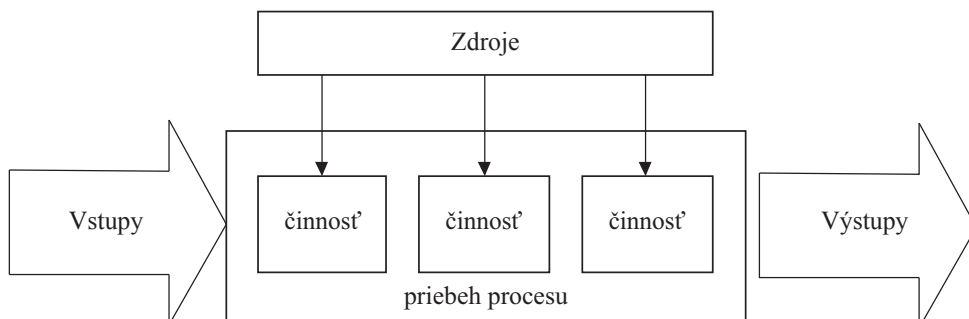 Zdroje
Vstupy
činnosť
činnosť
činnosť
Výstupy
priebeh procesu